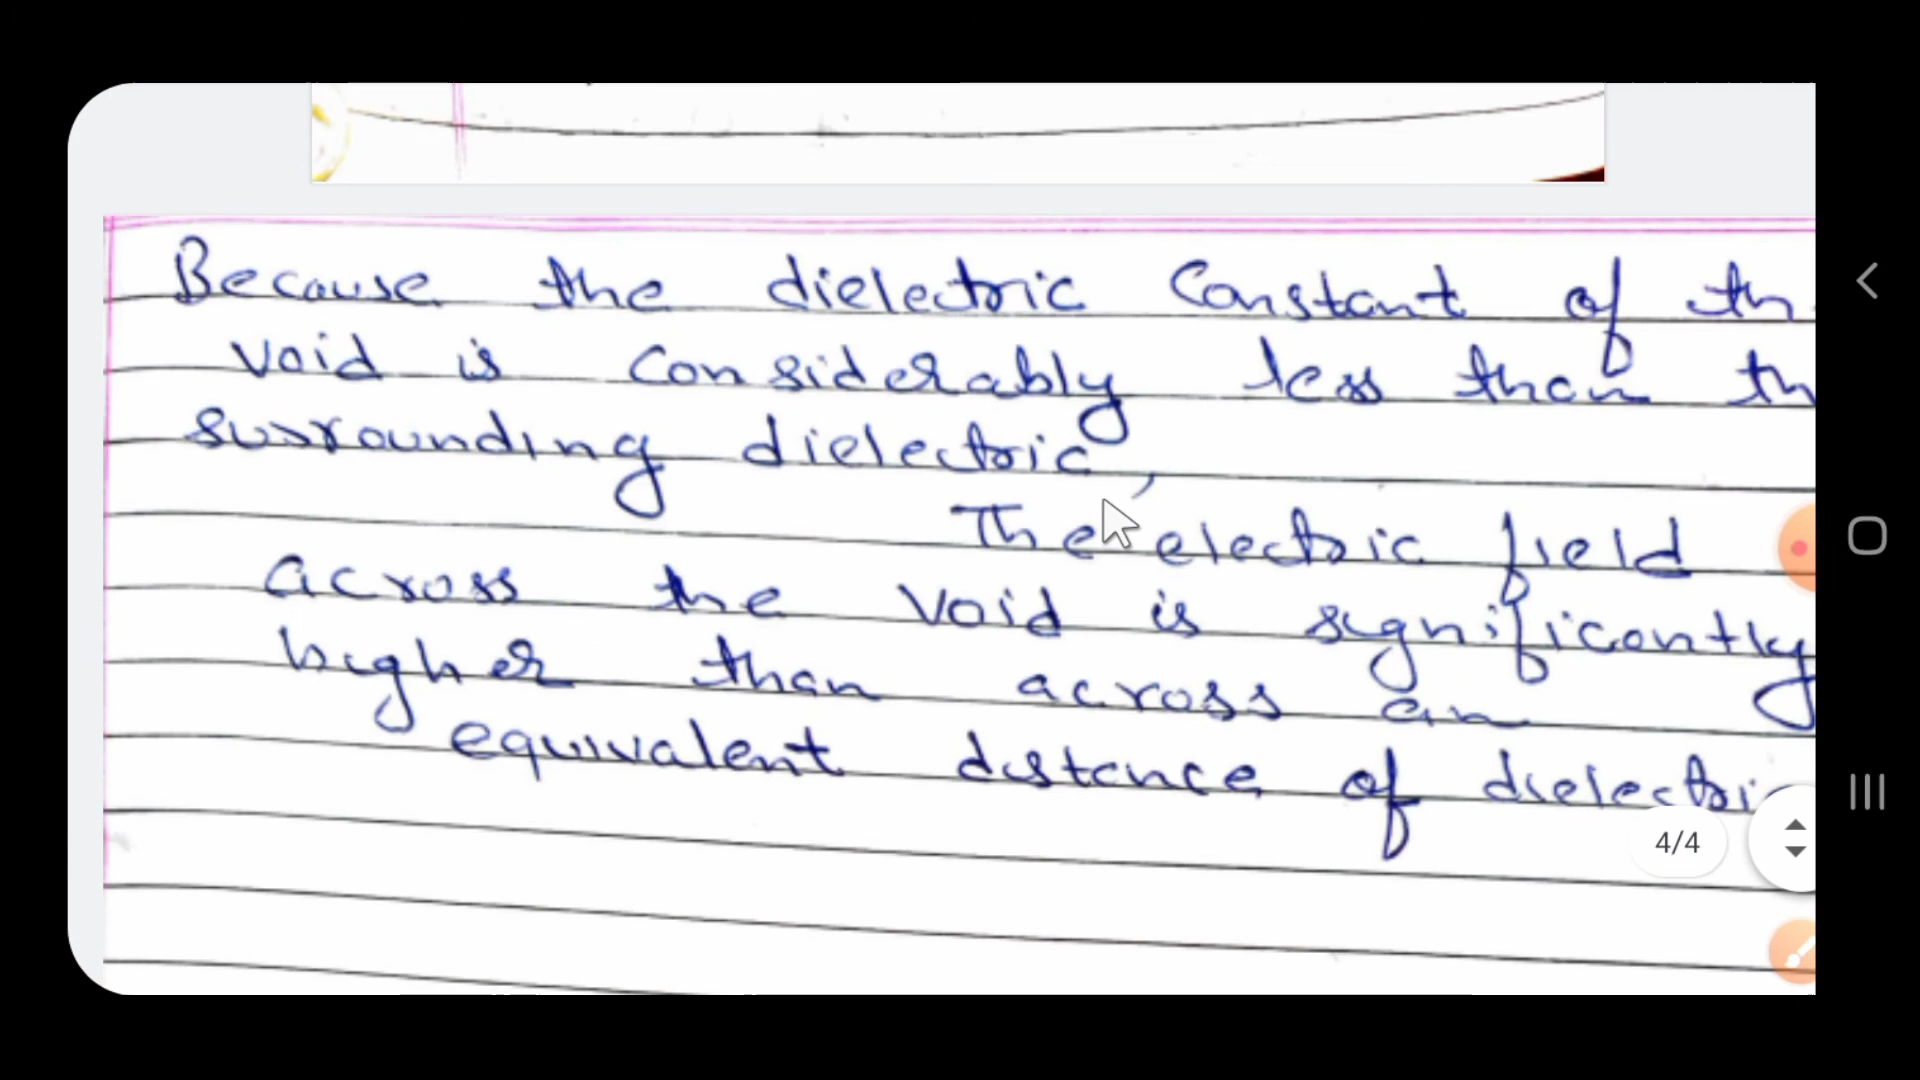 Because the dielectric Constant of th
void is considerably less than th
surrounding dielectric,
The electric field
across the void is significantly
higher than across an
equivalent distance of dielectri
4/4